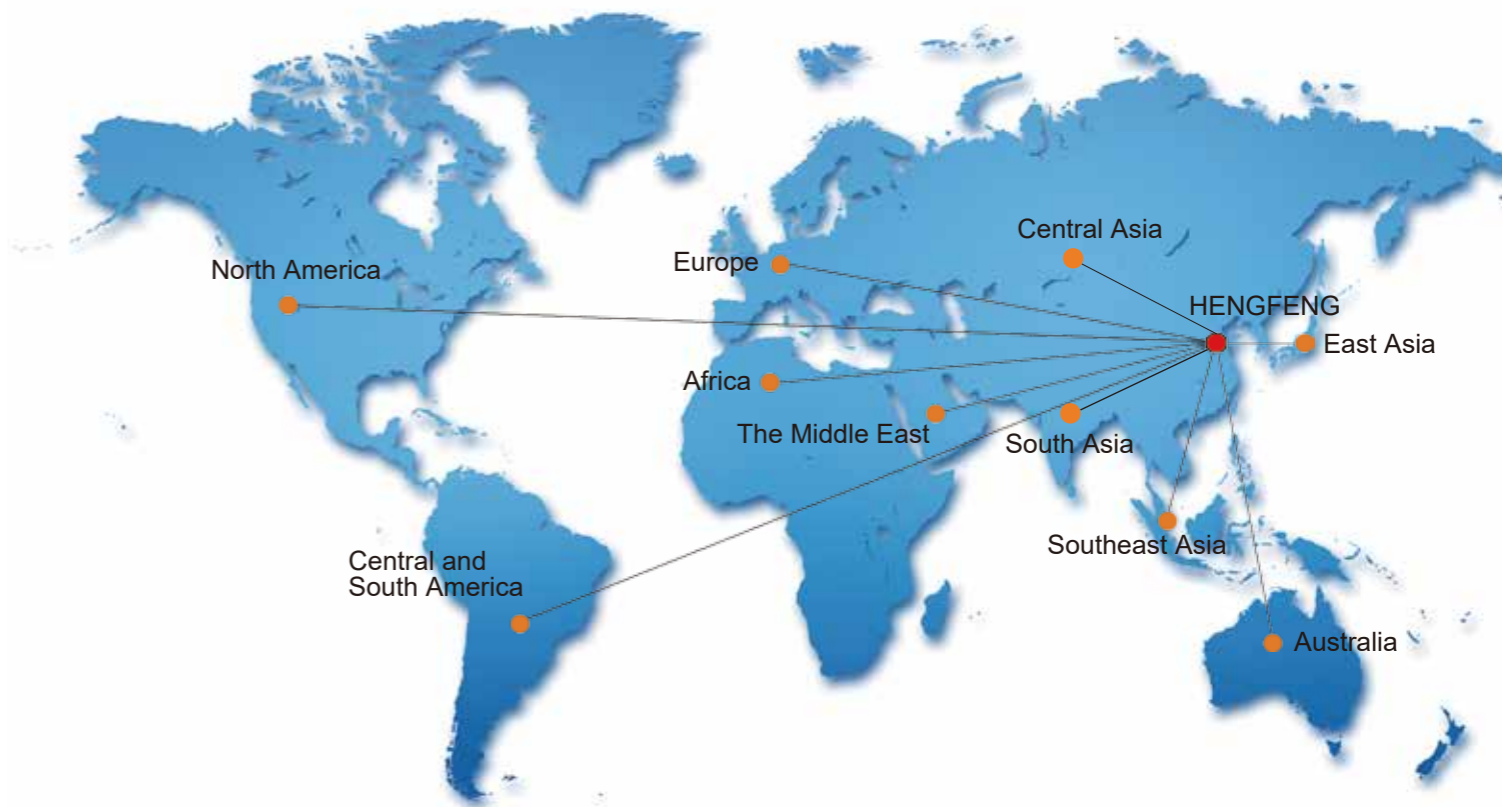 Central Asia
Europe
North America
HENGFENG
East Asia
Africa
The Middle East
South Asia
Southeast Asia
Central and
South America
Australia